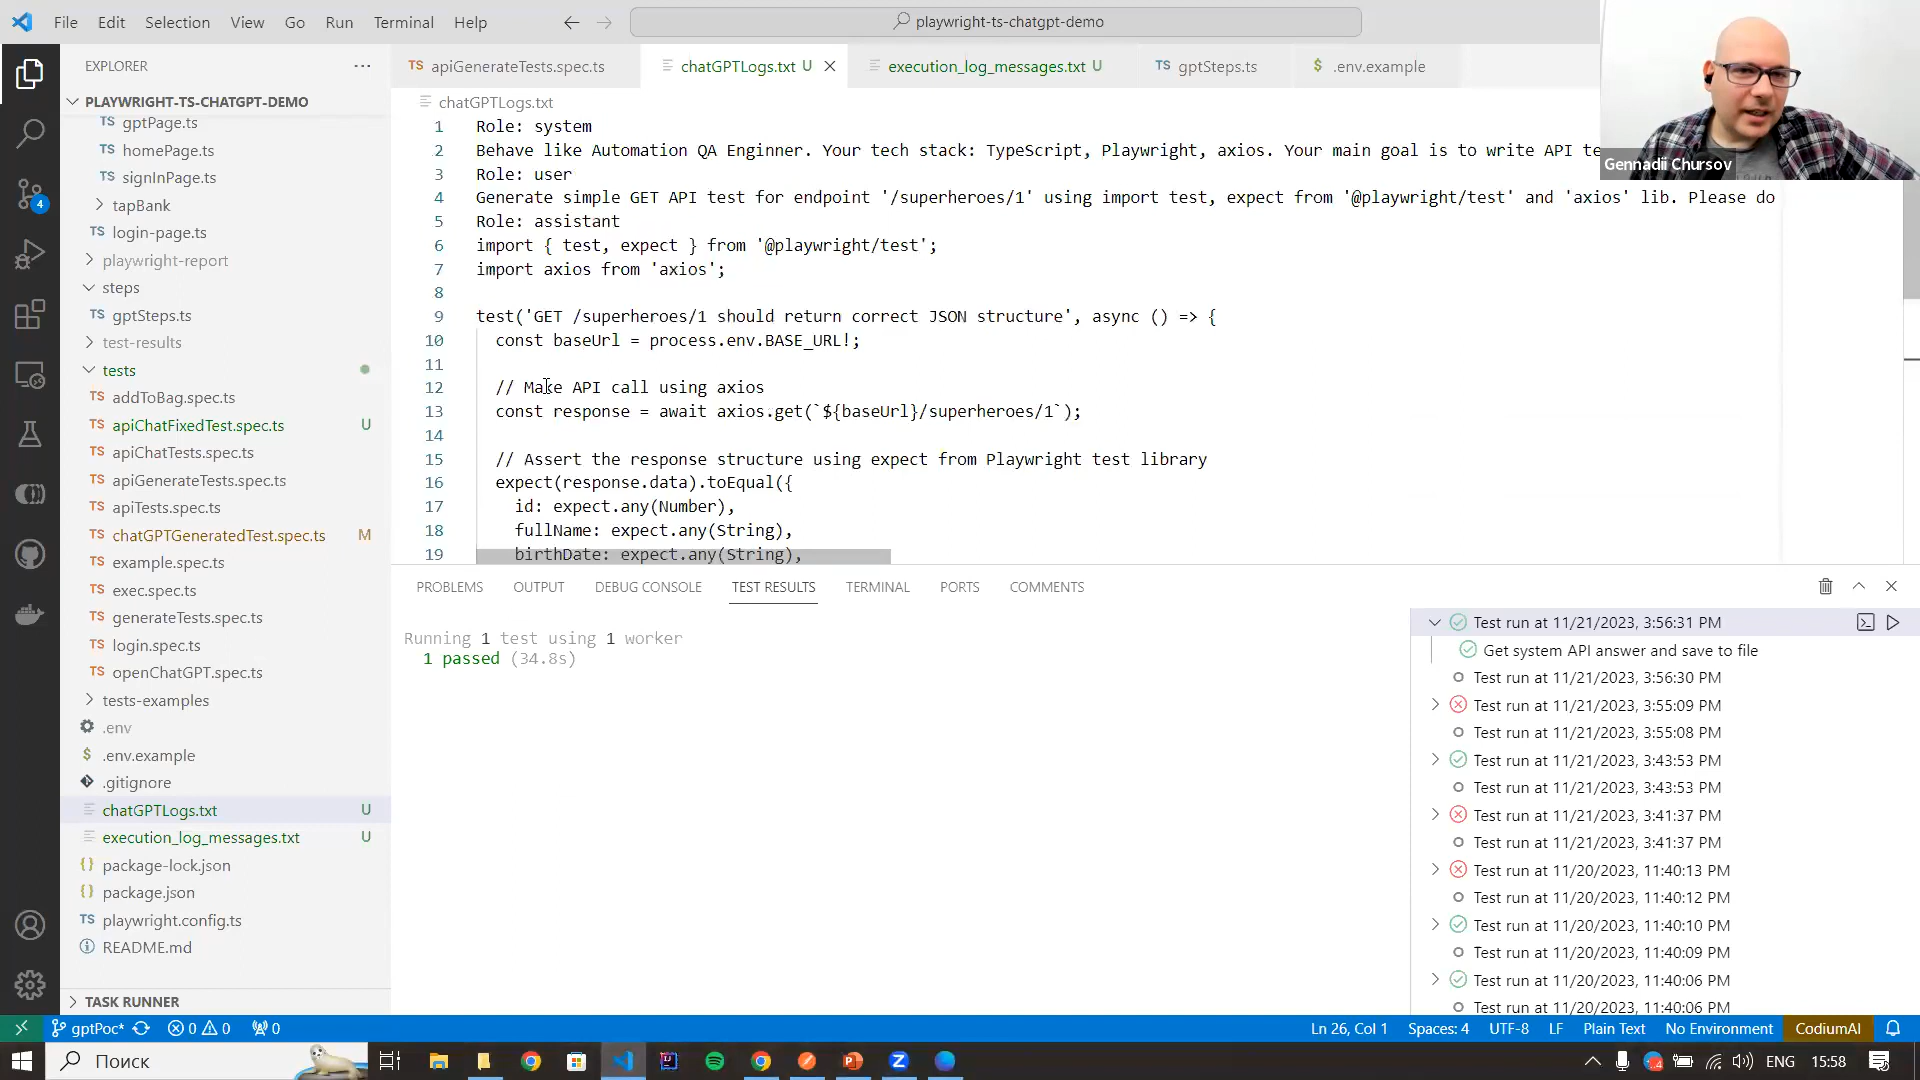 File Edit Selection View Go Run Terminal Help
playwright-ts-chatgpt-demo
EXPLORER
PLAYWRIGHT-TS-CHATGPT-DEMO
TS gptPage.ts
TS homePage.ts
TS signInPage.ts
tapBank
TS login-page.ts
playwright-report
steps
TS gptSteps.ts
test-results
tests
TS addToBag.spec.ts
TS apiChatFixedTest.spec.ts U
TS apiChatTests.spec.ts
TS apiGenerateTests.spec.ts
TS apiTests.spec.ts
TS chatGPTGeneratedTest.spec.ts M
TS example.spec.ts
TS exec.spec.ts
TS generateTests.spec.ts
TS login.spec.ts
TS openChatGPT.spec.ts
tests-examples
.env
$ .env.example
.gitignore
chatGPTLogs.txt U
execution_log_messages.txt U
{} package-lock.json
{} package.json
TS playwright.config.ts
README.md
TASK RUNNER
4
TS apiGenerateTests.spec.ts
chatGPTLogs.txt U
execution_log_messages.txt U
TS gptSteps.ts
$ .env.example
chatGPTLogs.txt
1 Role: system
2 Behave like Automation QA Enginner. Your tech stack: TypeScript, Playwright, axios. Your main goal is to write API te
3 Role: user
4 Generate simple GET API test for endpoint '/superheroes/1' using import test, expect from '@playwright/test' and 'axios' lib. Please do
5 Role: assistant
6 import { test, expect } from '@playwright/test';
7 import axios from 'axios';
8
9 test('GET /superheroes/1 should return correct JSON structure', async () => {
10 const baseUrl = process.env.BASE_URL!;
11
12 // Make API call using axios
13 const response = await axios.get(`${baseUrl}/superheroes/1`);
14
15 // Assert the response structure using expect from Playwright test library
16 expect(response.data).toEqual({
17 id: expect.any(Number),
18 fullName: expect.any(String),
19 birthDate: expect.any(String),
Gennadii Chursov
PROBLEMS OUTPUT DEBUG CONSOLE TEST RESULTS TERMINAL PORTS COMMENTS
Running 1 test using 1 worker
1 passed (34.8s)
Test run at 11/21/2023, 3:56:31 PM
Get system API answer and save to file
Test run at 11/21/2023, 3:56:30 PM
Test run at 11/21/2023, 3:55:09 PM
Test run at 11/21/2023, 3:55:08 PM
Test run at 11/21/2023, 3:43:53 PM
Test run at 11/21/2023, 3:43:53 PM
Test run at 11/21/2023, 3:41:37 PM
Test run at 11/21/2023, 3:41:37 PM
Test run at 11/20/2023, 11:40:13 PM
Test run at 11/20/2023, 11:40:12 PM
Test run at 11/20/2023, 11:40:10 PM
Test run at 11/20/2023, 11:40:09 PM
Test run at 11/20/2023, 11:40:06 PM
Test run at 11/20/2023, 11:40:06 PM
gptPoc* 0 0 0
Ln 26, Col 1 Spaces: 4 UTF-8 LF Plain Text No Environment CodiumAI
Поиск
ENG 15:58